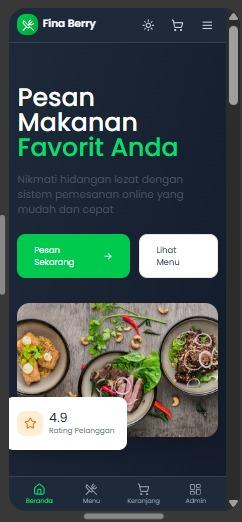 Fina Berry
Pesan
Makanan
Favorit Anda
Nikmati hidangan lezat dengan
sistem pemesanan online yang
mudah dan cepat
Pesan
Sekarang
Lihat
Menu
4.9
Rating Pelanggan
Beranda
Menu
Keranjang
Admin